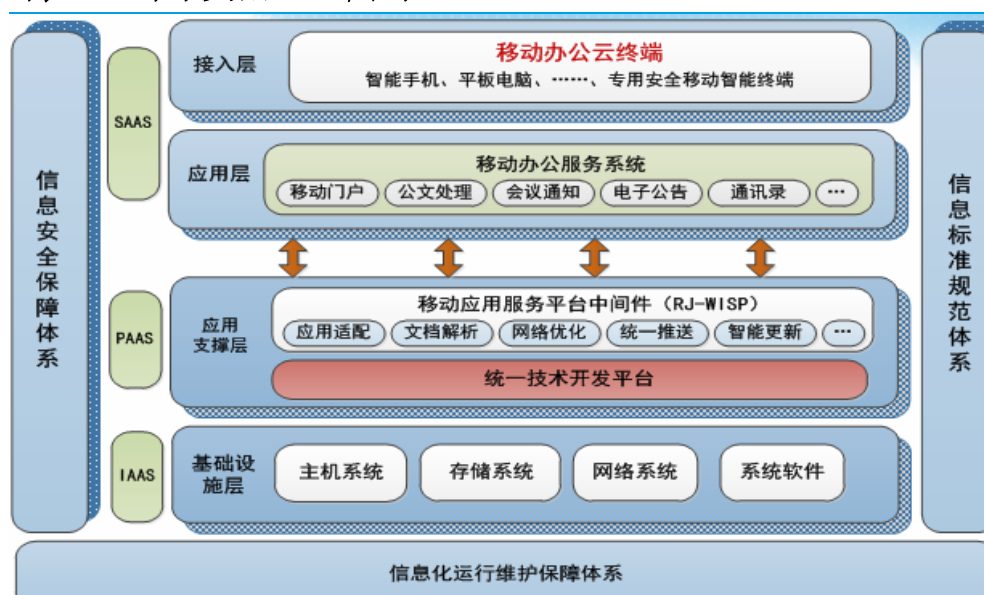 信息安全保障体系
SAAS
接入层
移动办公云终端
智能手机、平板电脑、……、专用安全移动智能终端
应用层
移动办公服务系统
移动门户 公文处理 会议通知 电子公告 通讯录 …
PAAS
应用
支撑层
移动应用服务平台中间件（RJ-WISP）
应用适配 文档解析 网络优化 统一推送 智能更新 …
统一技术开发平台
IAAS
基础设
施层
主机系统 存储系统 网络系统 系统软件
信息标准规范体系
信息化运行维护保障体系